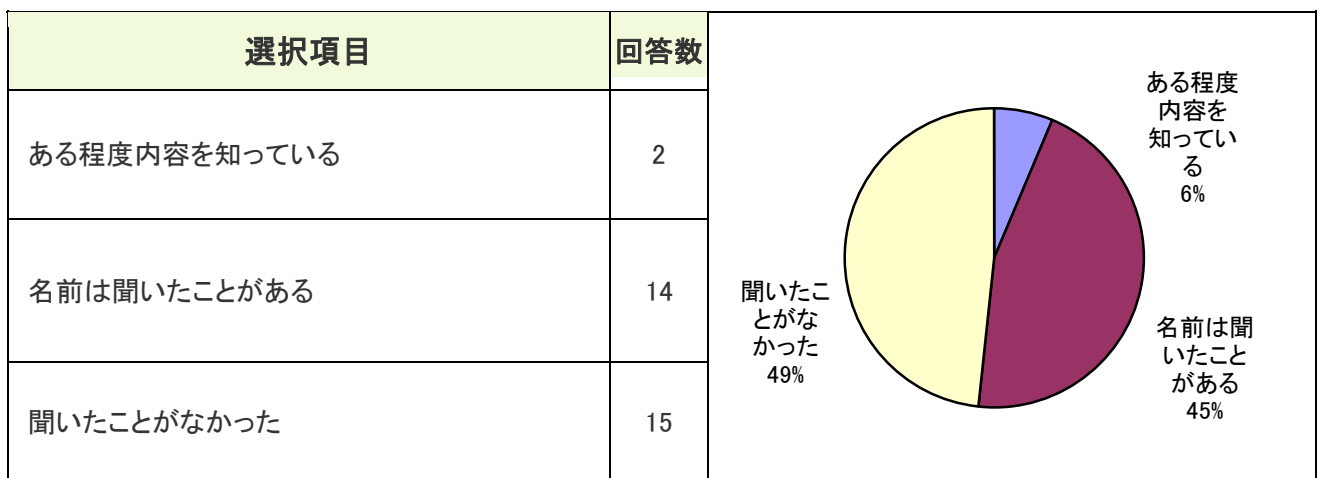 選択項目 回答数
ある程度内容を知っている 2
名前は聞いたことがある 14
聞いたことがなかった 15
ある程度
内容を
知ってい
る
6%
聞いたこ
とがな
かった
49%
名前は聞
いたこと
がある
45%